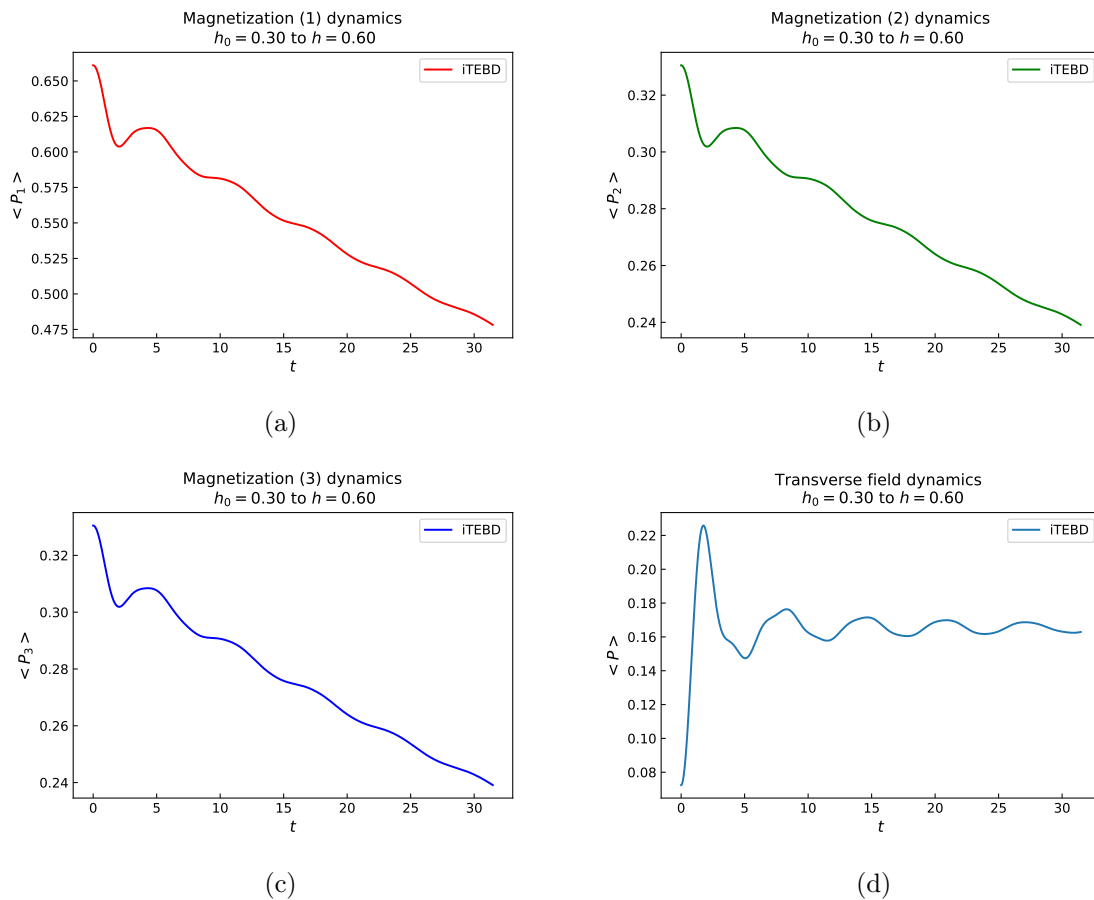 Magnetization (1) dynamics
h₀ = 0.30 to h = 0.60
iTEBD
0.650
0.625
0.600
0.575
0.550
0.525
0.500
0.475
< P₁ >
0 5 10 15 20 25 30
t
(a)
Magnetization (2) dynamics
h₀ = 0.30 to h = 0.60
iTEBD
0.32
0.30
0.28
0.26
0.24
< P₂ >
0 5 10 15 20 25 30
t
(b)
Magnetization (3) dynamics
h₀ = 0.30 to h = 0.60
iTEBD
0.32
0.30
0.28
0.26
0.24
< P₃ >
0 5 10 15 20 25 30
t
(c)
Transverse field dynamics
h₀ = 0.30 to h = 0.60
iTEBD
0.22
0.20
0.18
0.16
0.14
0.12
0.10
0.08
< P >
0 5 10 15 20 25 30
t
(d)